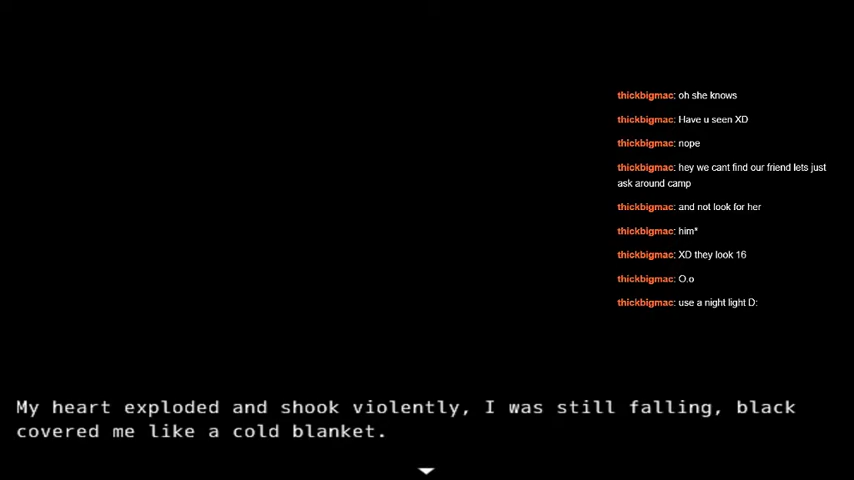 thickbigmac: oh she knows
thickbigmac: Have u seen XD
thickbigmac: nope
thickbigmac: hey we cant find our friend lets just
ask around camp
thickbigmac: and not look for her
thickbigmac: him*
thickbigmac: XD they look 16
thickbigmac: O.o
thickbigmac: use a night light D:
My heart exploded and shook violently, I was still falling, black
covered me like a cold blanket.